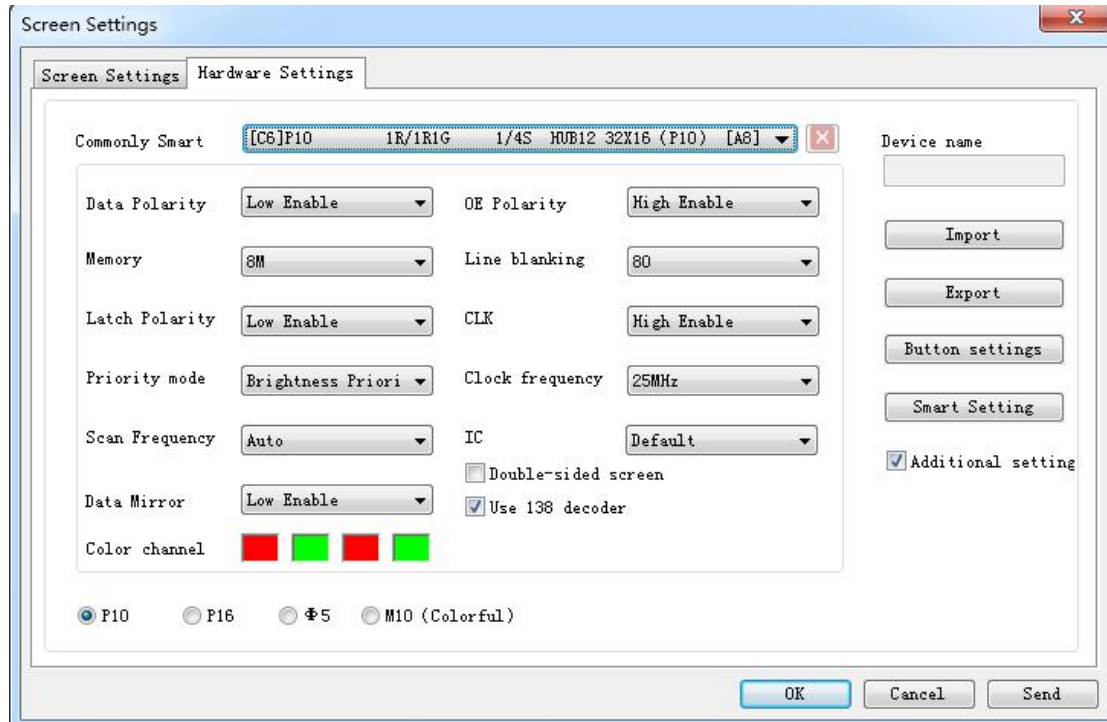 Screen Settings
Screen Settings Hardware Settings
Commonly Smart [C6]P10 1R/1R1G 1/4S HUB12 32X16 (P10) [A8] Device name
Data Polarity Low Enable OE Polarity High Enable
Import
Memory 8M Line blanking 80
Export
Latch Polarity Low Enable CLK High Enable
Button settings
Priority mode Brightness Priori Clock frequency 25MHz
Smart Setting
Scan Frequency Auto IC Default
Additional setting
Double-sided screen
Data Mirror Low Enable Use 138 decoder
Color channel
P10 P16 Φ5 M10 (Colorful)
OK Cancel Send